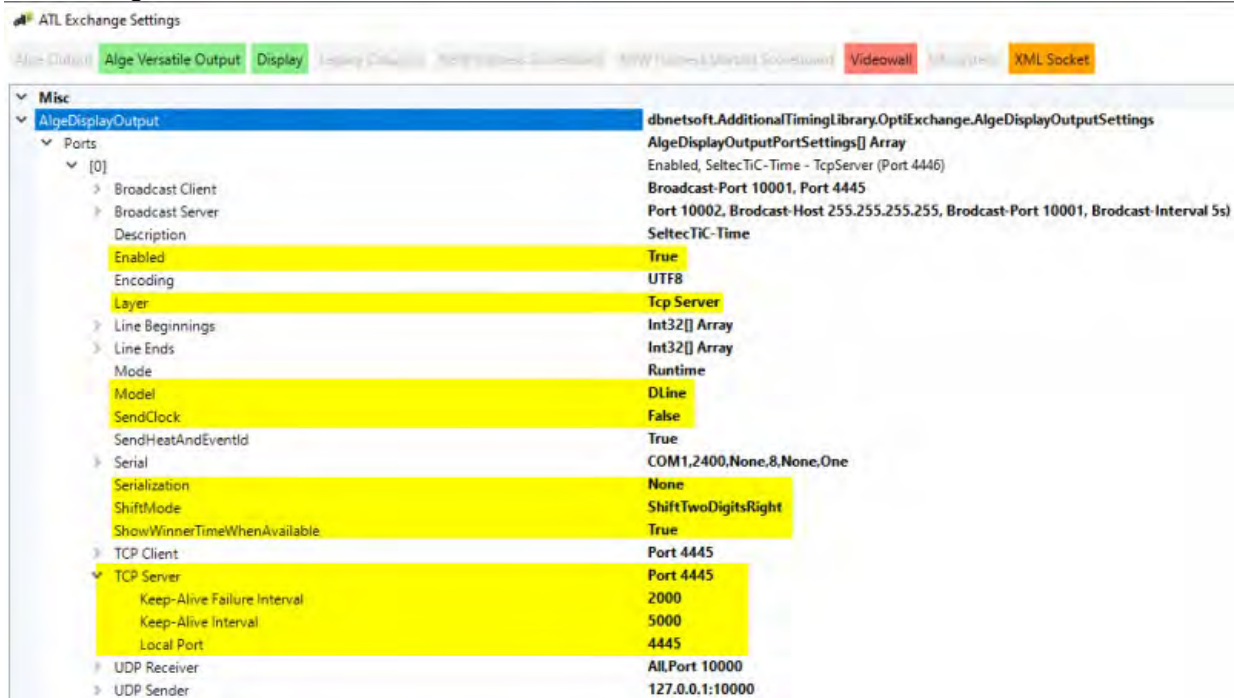 ATL Exchange Settings
Alge Output Alge Versatile Output Display Videowall XML Socket
Misc
AlgeDisplayOutput dbnetsoft.AdditionalTimingLibrary.OptiExchange.AlgeDisplayOutputSettings
Ports AlgeDisplayOutputPortSettings[] Array
[0] Enabled, SeltecTiC-Time - TcpServer (Port 4446)
Broadcast Client Broadcast-Port 10001, Port 4445
Broadcast Server Port 10002, Brodcast-Host 255.255.255.255, Brodcast-Port 10001, Brodcast-Interval 5s)
Description SeltecTiC-Time
Enabled True
Encoding UTF8
Layer Tcp Server
Line Beginnings Int32[] Array
Line Ends Int32[] Array
Mode Runtime
Model DLine
SendClock False
SendHeatAndEventId True
Serial COM1,2400,None,8,None,One
Serialization None
ShiftMode ShiftTwoDigitsRight
ShowWinnerTimeWhenAvailable True
TCP Client Port 4445
TCP Server Port 4445
Keep-Alive Failure Interval 2000
Keep-Alive Interval 5000
Local Port 4445
UDP Receiver All,Port 10000
UDP Sender 127.0.0.1:10000